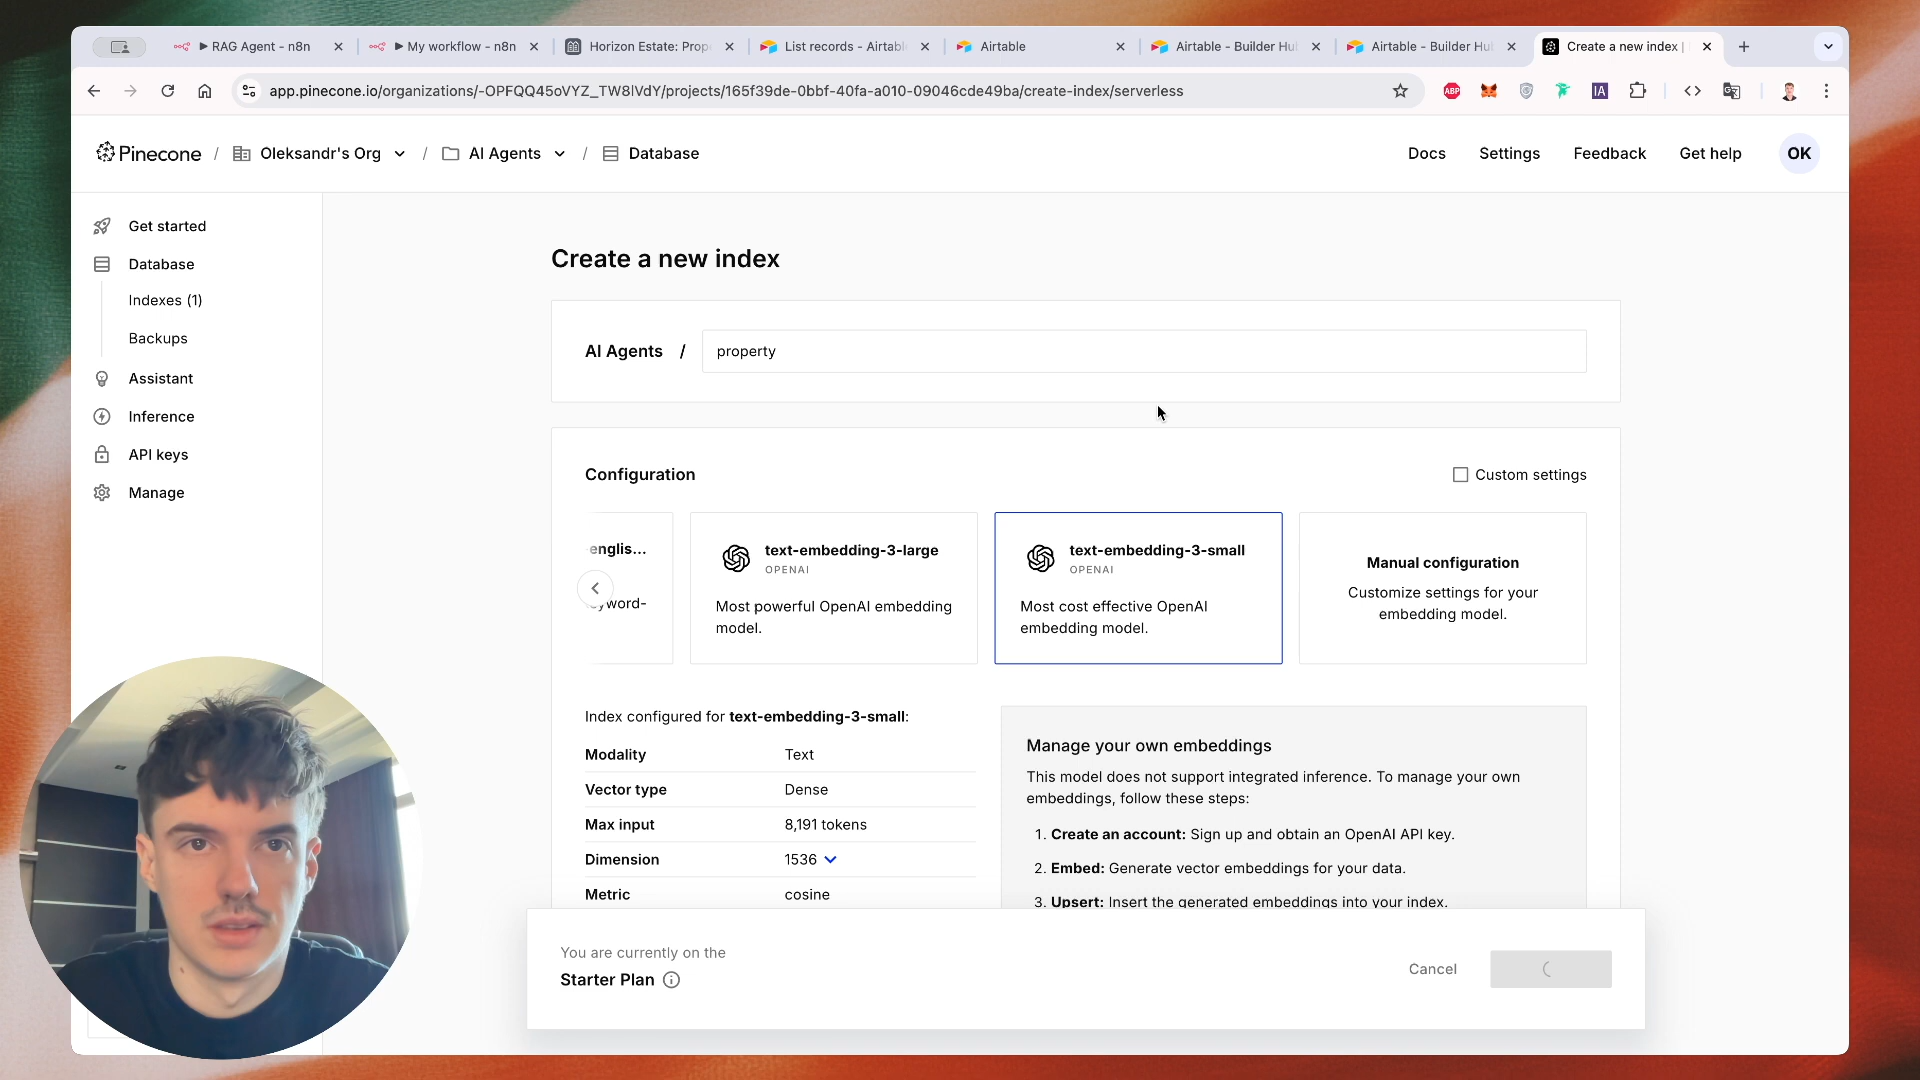 RAG Agent - n8n
My workflow - n8n
Horizon Estate: Prop
List records - Airtabl
Airtable
Airtable - Builder Hu
Airtable - Builder Hu
Create a new index |
app.pinecone.io/organizations/-OPFQQ45oVYZ_TW8lVdY/projects/165f39de-0bbf-40fa-a010-09046cde49ba/create-index/serverless
ABP
IA
Pinecone / Oleksandr's Org / AI Agents / Database
Docs
Settings
Feedback
Get help
OK
Get started
Database
Indexes (1)
Backups
Assistant
Inference
API keys
Manage
Create a new index
AI Agents / property
Configuration
Custom settings
englis...
yword-
text-embedding-3-large
OPENAI
Most powerful OpenAI embedding
model.
text-embedding-3-small
OPENAI
Most cost effective OpenAI
embedding model.
Manual configuration
Customize settings for your
embedding model.
Index configured for text-embedding-3-small:
Modality Text
Vector type Dense
Max input 8,191 tokens
Dimension 1536
Metric cosine
Manage your own embeddings
This model does not support integrated inference. To manage your own
embeddings, follow these steps:
1. Create an account: Sign up and obtain an OpenAI API key.
2. Embed: Generate vector embeddings for your data.
3. Upsert: Insert the generated embeddings into your index.
You are currently on the
Starter Plan
Cancel